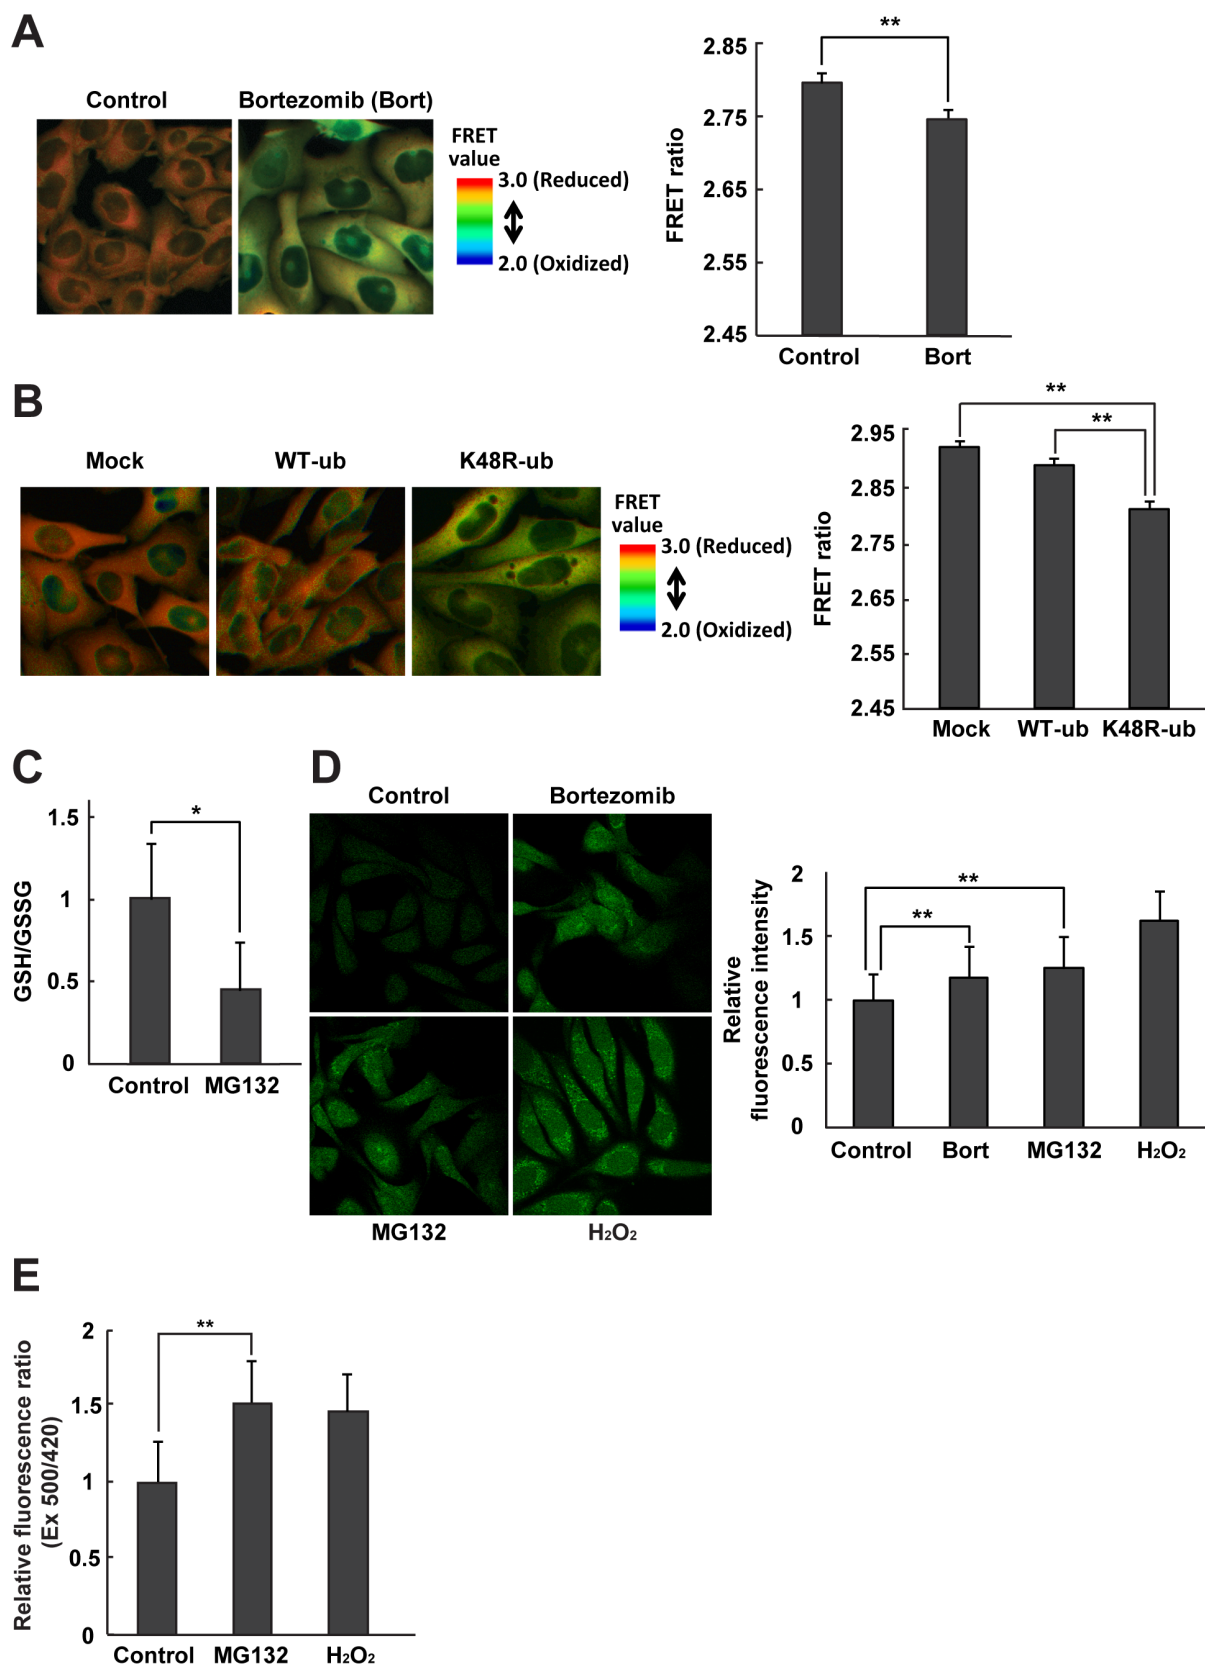 A
Control
Bortezomib (Bort)
FRET
value
3.0 (Reduced)
2.0 (Oxidized)
FRET ratio
2.85
2.75
2.65
2.55
2.45
**
Control
Bort
B
Mock
WT-ub
K48R-ub
FRET
value
3.0 (Reduced)
2.0 (Oxidized)
FRET ratio
2.95
2.85
2.75
2.65
2.55
2.45
**
**
Mock
WT-ub
K48R-ub
C
GSH/GSSG
1.5
1
0.5
0
*
Control
MG132
D
Control
Bortezomib
MG132
H₂O₂
Relative
fluorescence intensity
2
1.5
1
0.5
0
**
**
Control
Bort
MG132
H₂O₂
E
Relative fluorescence ratio
(Ex 500/420)
2
1.5
1
0.5
0
**
Control
MG132
H₂O₂